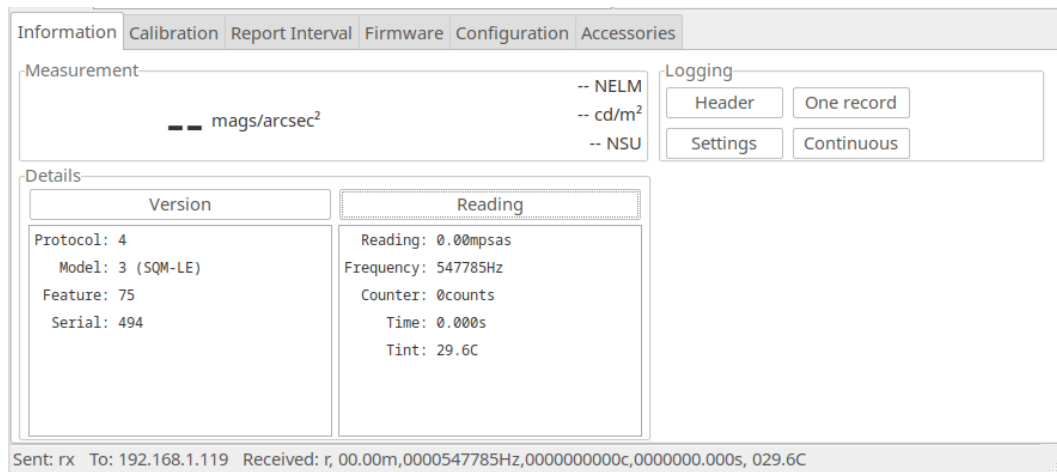 Information Calibration Report Interval Firmware Configuration Accessories
Measurement
-- mags/arcsec²
-- NELM
-- cd/m²
-- NSU
Logging
Header One record
Settings Continuous
Details
Version
Protocol: 4
Model: 3 (SQM-LE)
Feature: 75
Serial: 494
Reading
Reading: 0.00mpsas
Frequency: 547785Hz
Counter: 0counts
Time: 0.000s
Tint: 29.6C
Sent: rx To: 192.168.1.119 Received: r, 00.00m,0000547785Hz,0000000000c,0000000.000s, 029.6C